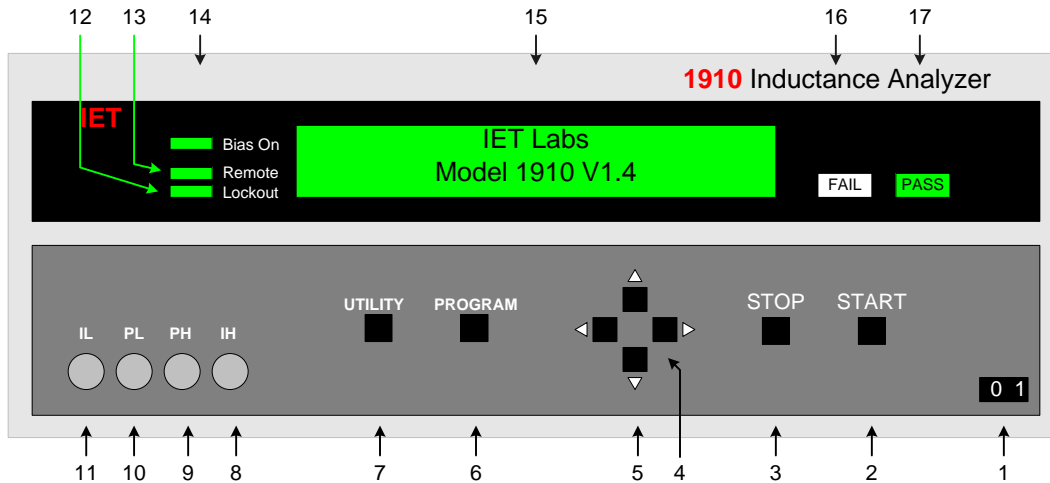 12 13 14 15 16 17
1910 Inductance Analyzer
IET
Bias On
Remote
Lockout
IET Labs
Model 1910 V1.4
FAIL PASS
UTILITY PROGRAM
STOP START
IL PL PH IH
0 1
11 10 9 8 7 6 5 4 3 2 1